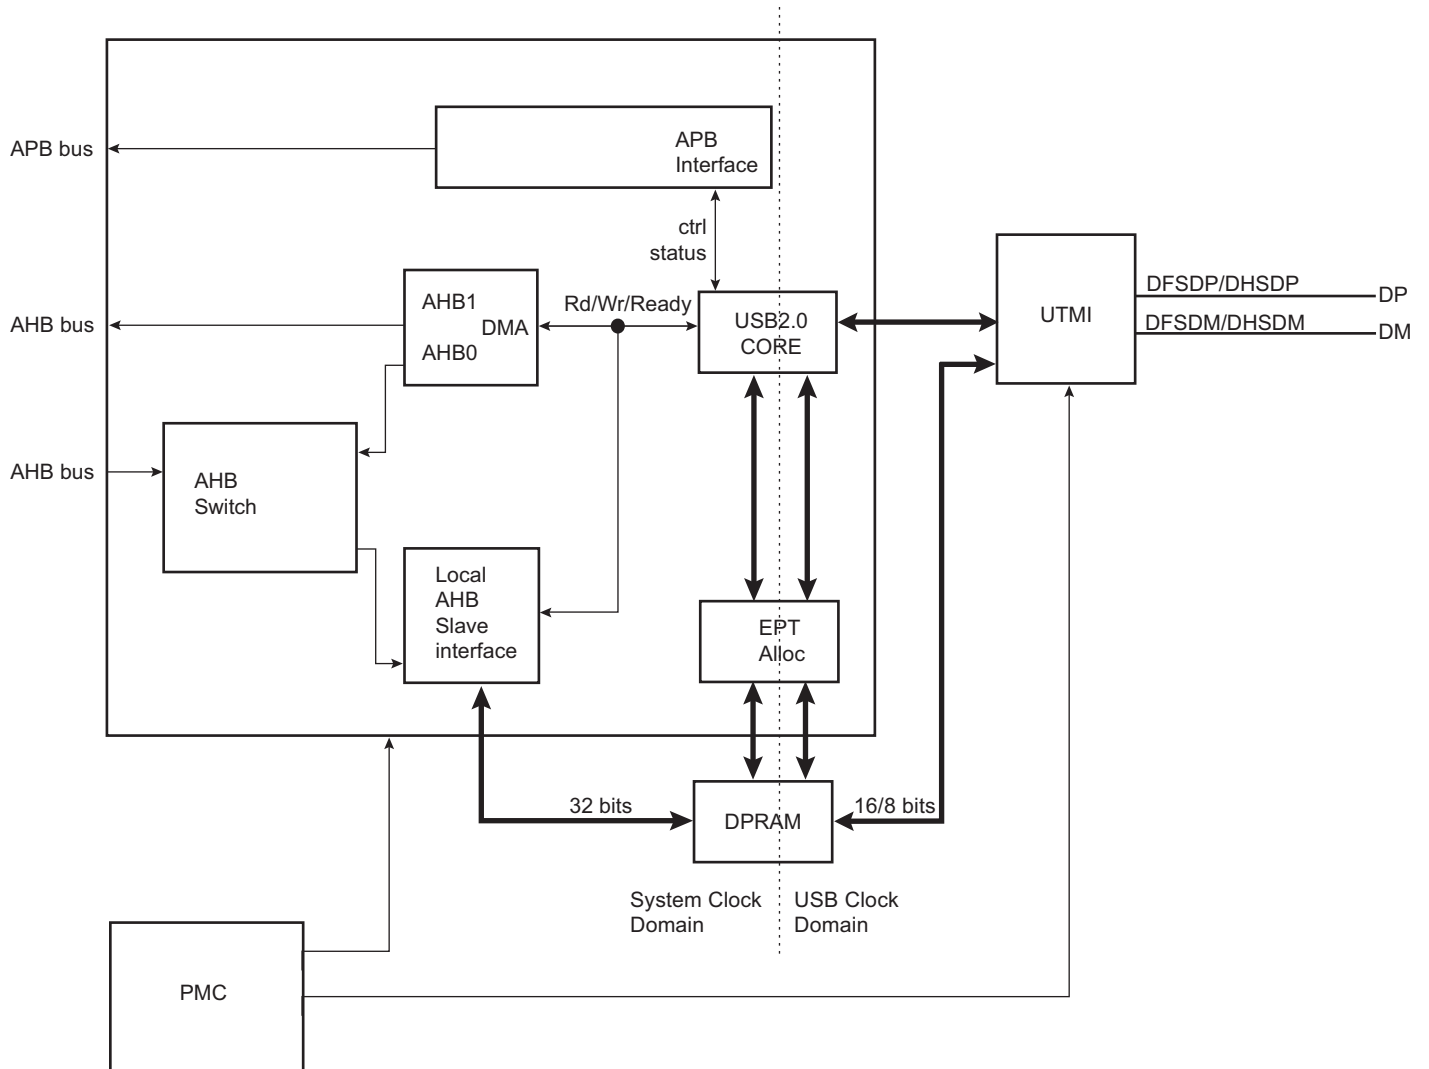 APB bus
APB
Interface
ctrl
status
AHB bus
AHB1
DMA
AHB0
Rd/Wr/Ready
USB2.0
CORE
UTMI
DFSDP/DHSDP
DP
DFSDM/DHSDM
DM
AHB bus
AHB
Switch
Local
AHB
Slave
interface
EPT
Alloc
32 bits
DPRAM
16/8 bits
System Clock
Domain
USB Clock
Domain
PMC